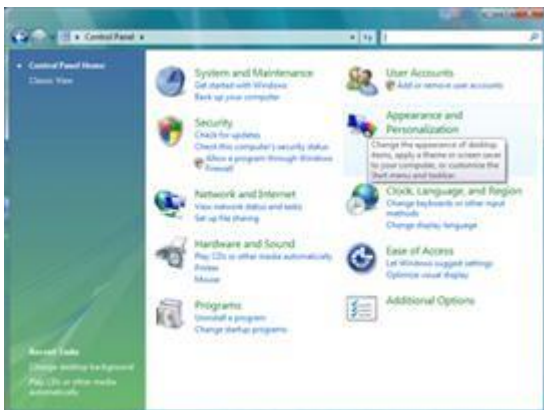 Control Panel
Control Panel Home
Classic View
System and Maintenance
Get started with Windows
Back up your computer
Security
Check for updates
Check this computer's security status
Allow a program through Windows
Firewall
Network and Internet
View network status and tasks
Set up file sharing
Hardware and Sound
Play CDs or other media automatically
Printer
Mouse
Programs
Uninstall a program
Change startup programs
User Accounts
Add or remove user accounts
Appearance and
Personalization
Change the appearance of desktop
items, apply a theme or screen saver
to your computer, or customize the
Start menu and taskbar.
Clock, Language, and Region
Change keyboards or other input
methods
Change display language
Ease of Access
Let Windows suggest settings
Optimize visual display
Additional Options
Recent Tasks
Change desktop background
Play CDs or other media
automatically